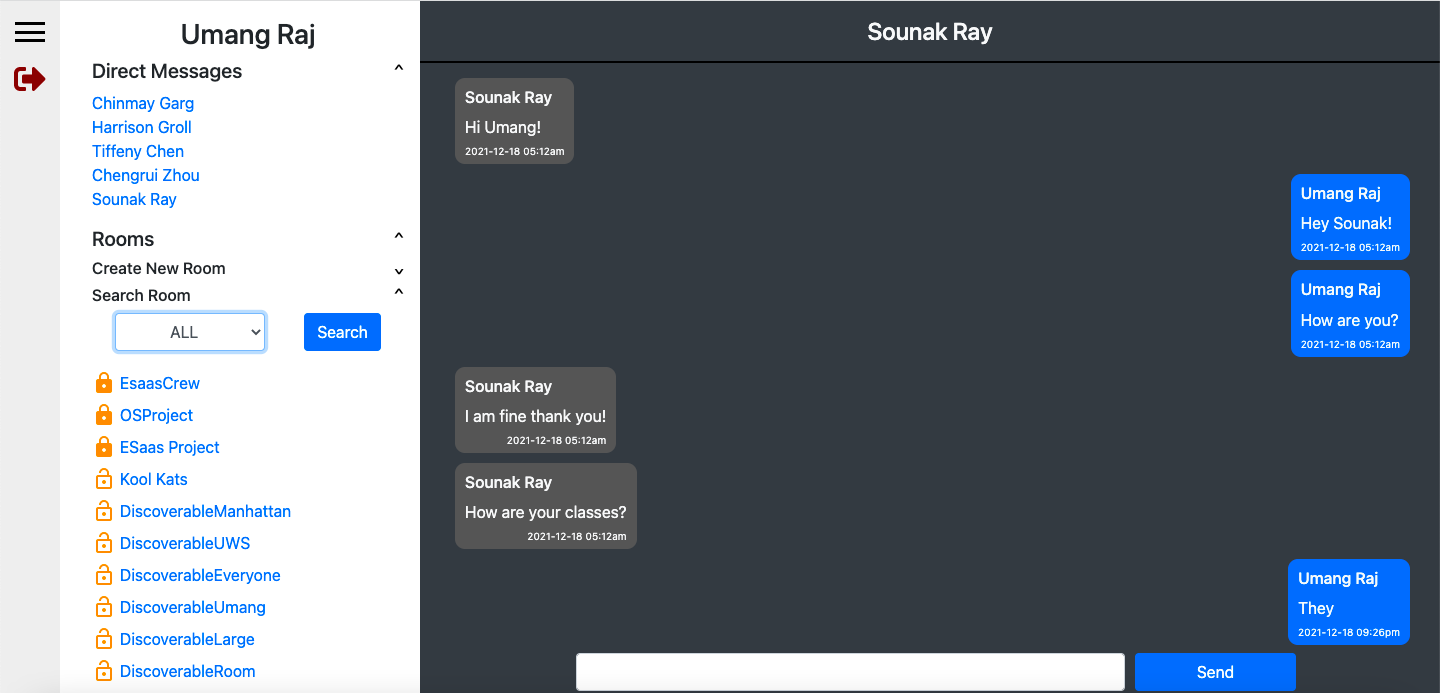 Umang Raj
Direct Messages
Chinmay Garg
Harrison Groll
Tiffeny Chen
Chengrui Zhou
Sounak Ray
Rooms
Create New Room
Search Room
ALL
Search
EsaasCrew
OSProject
ESaas Project
Kool Kats
DiscoverableManhattan
DiscoverableUWS
DiscoverableEveryone
DiscoverableUmang
DiscoverableLarge
DiscoverableRoom
Sounak Ray
Sounak Ray
Hi Umang!
2021-12-18 05:12am
Umang Raj
Hey Sounak!
2021-12-18 05:12am
Umang Raj
How are you?
2021-12-18 05:12am
Sounak Ray
I am fine thank you!
2021-12-18 05:12am
Sounak Ray
How are your classes?
2021-12-18 05:12am
Umang Raj
They
2021-12-18 09:26pm
Send